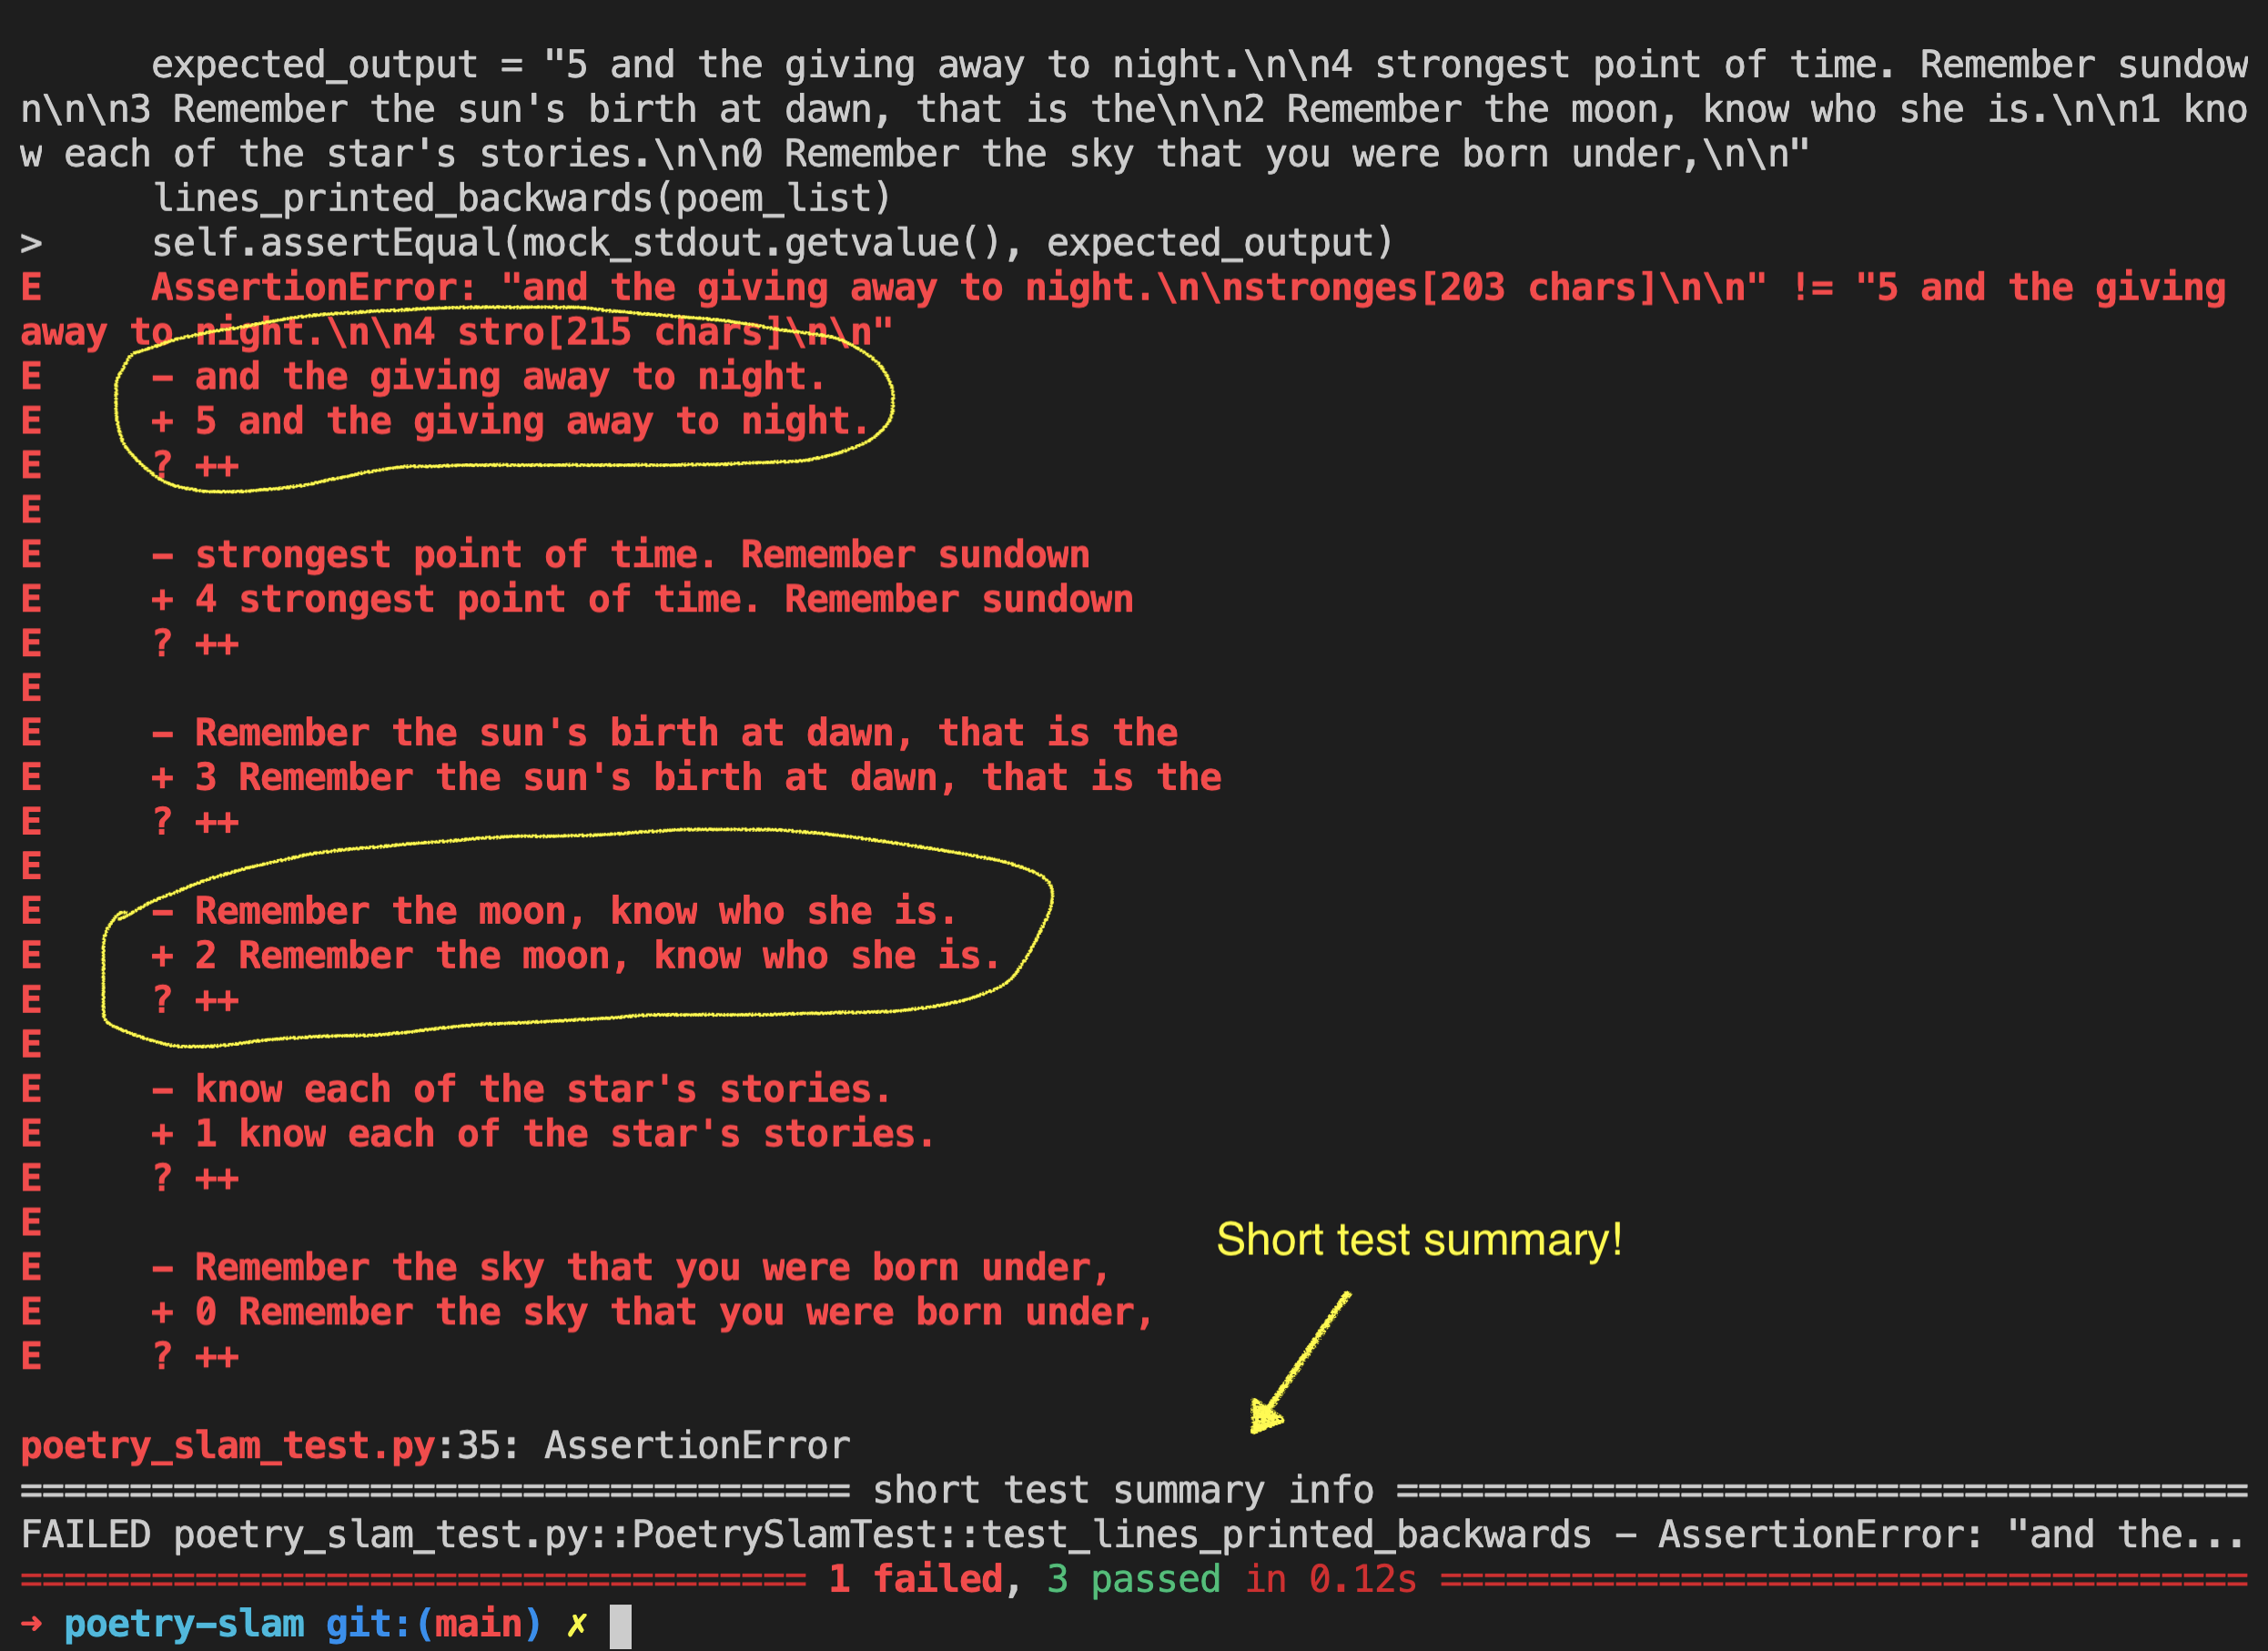 expected_output = "5 and the giving away to night.\n\n4 strongest point of time. Remember sundow
n\n\n3 Remember the sun's birth at dawn, that is the\n\n2 Remember the moon, know who she is.\n\n1 kno
w each of the star's stories.\n\n0 Remember the sky that you were born under,\n\n"
lines_printed_backwards(poem_list)
> self.assertEqual(mock_stdout.getvalue(), expected_output)
E AssertionError: "and the giving away to night.\n\nstronges[203 chars]\n\n" != "5 and the giving
away to night.\n\n4 stro[215 chars]\n\n"
E - and the giving away to night.
E + 5 and the giving away to night.
E ? ++
E
E - strongest point of time. Remember sundown
E + 4 strongest point of time. Remember sundown
E ? ++
E
E - Remember the sun's birth at dawn, that is the
E + 3 Remember the sun's birth at dawn, that is the
E ? ++
E
E - Remember the moon, know who she is.
E + 2 Remember the moon, know who she is.
E ? ++
E
E - know each of the star's stories.
E + 1 know each of the star's stories.
E ? ++
E
Short test summary!
E - Remember the sky that you were born under,
E + 0 Remember the sky that you were born under,
E ? ++
poetry_slam_test.py:35: AssertionError
====================================== short test summary info =======================================
FAILED poetry_slam_test.py::PoetrySlamTest::test_lines_printed_backwards - AssertionError: "and the...
==================================== 1 failed, 3 passed in 0.12s =====================================
➜ poetry-slam git:(main) ✗